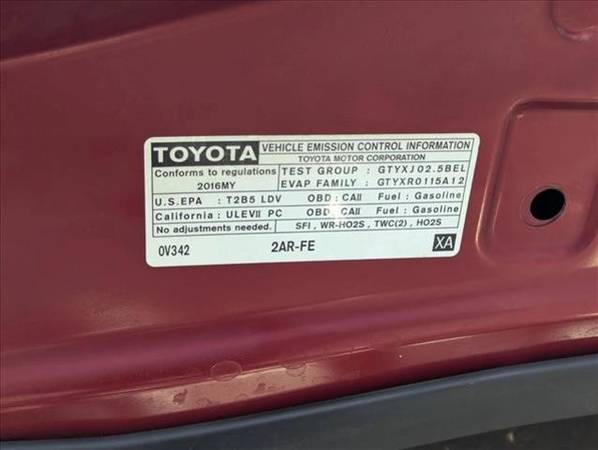 TOYOTA VEHICLE EMISSION CONTROL INFORMATION
TOYOTA MOTOR CORPORATION
Conforms to regulations TEST GROUP : GTYXJ02.5BEL
2016MY EVAP FAMILY : GTYXR0115A12
U.S.EPA : T2B5 LDV OBD : CAII Fuel : Gasoline
California : ULEVII PC OBD : CAII Fuel : Gasoline
No adjustments needed. SFI , WR-HO2S , TWC(2) , HO2S
0V342 2AR-FE XA